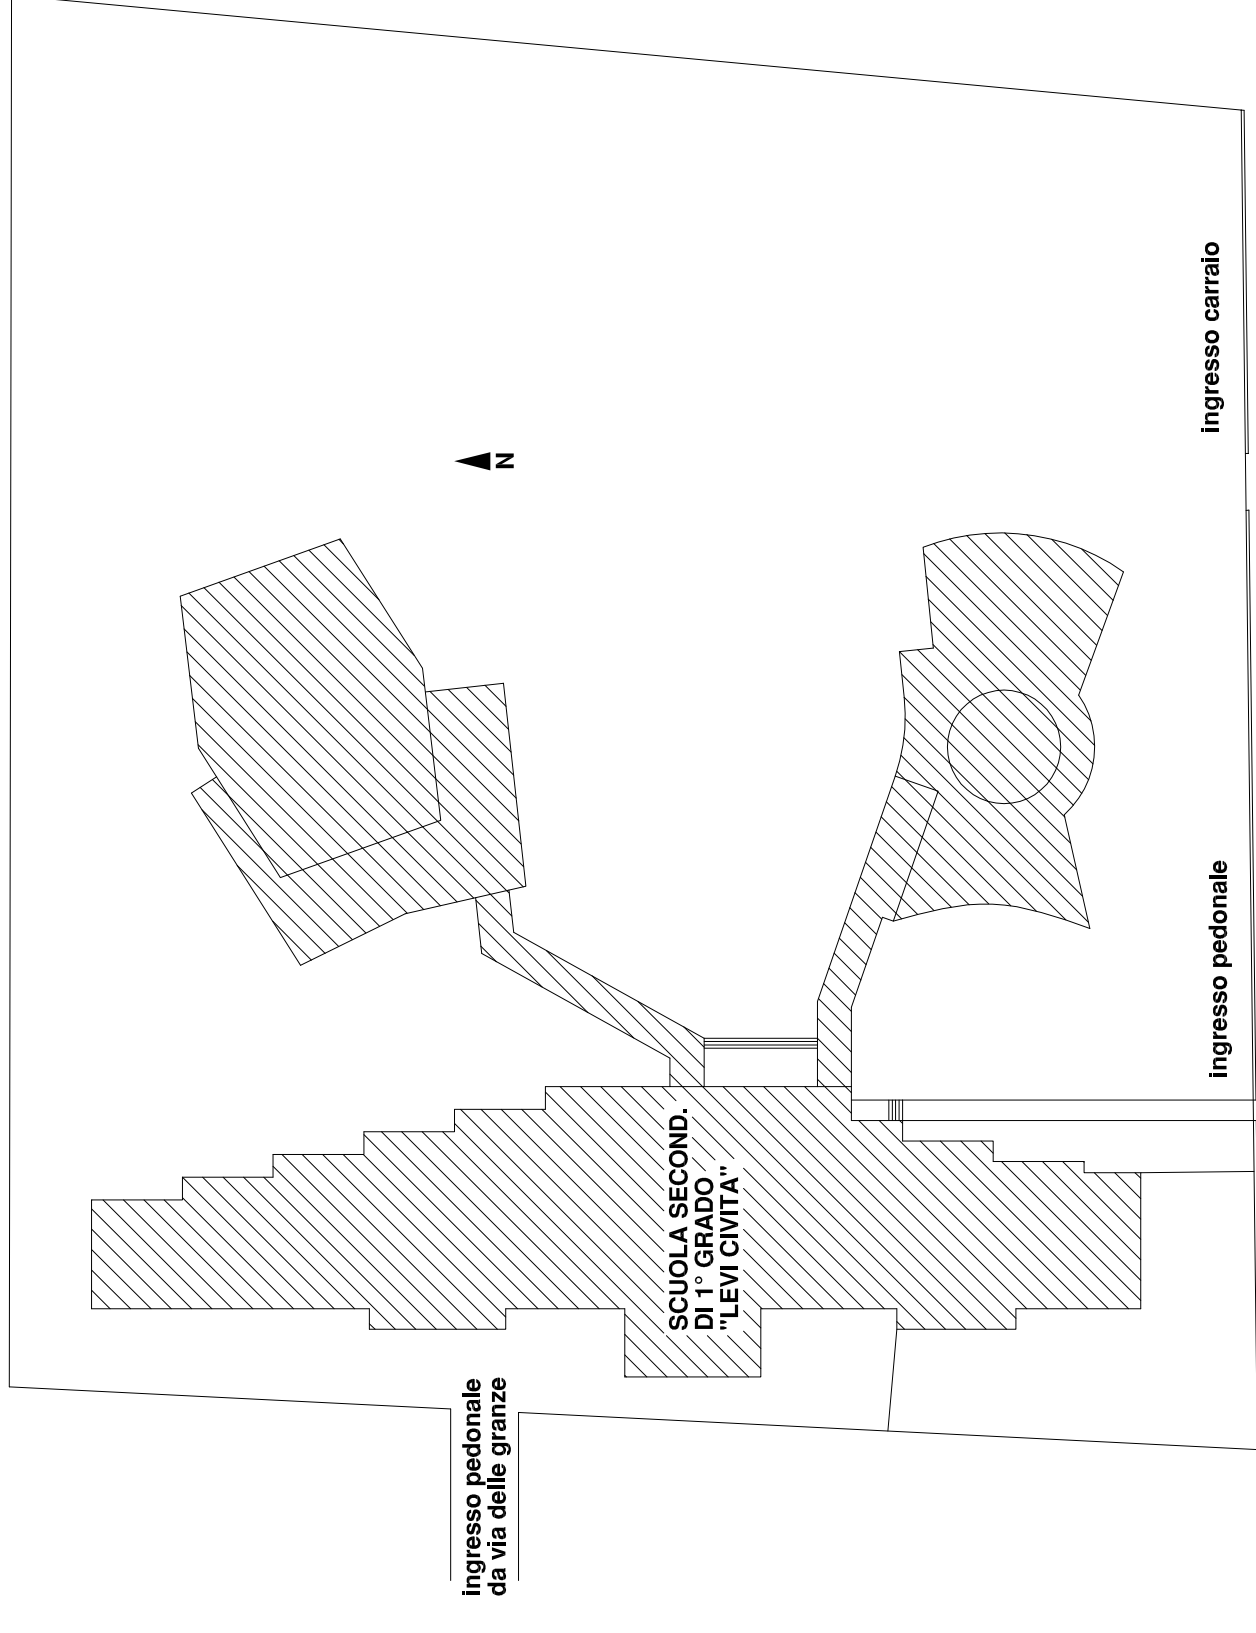 ingresso carraio
N
ingresso pedonale
SCUOLA SECOND.
DI 1° GRADO
"LEVI CIVITA"
ingresso pedonale
da via delle granze